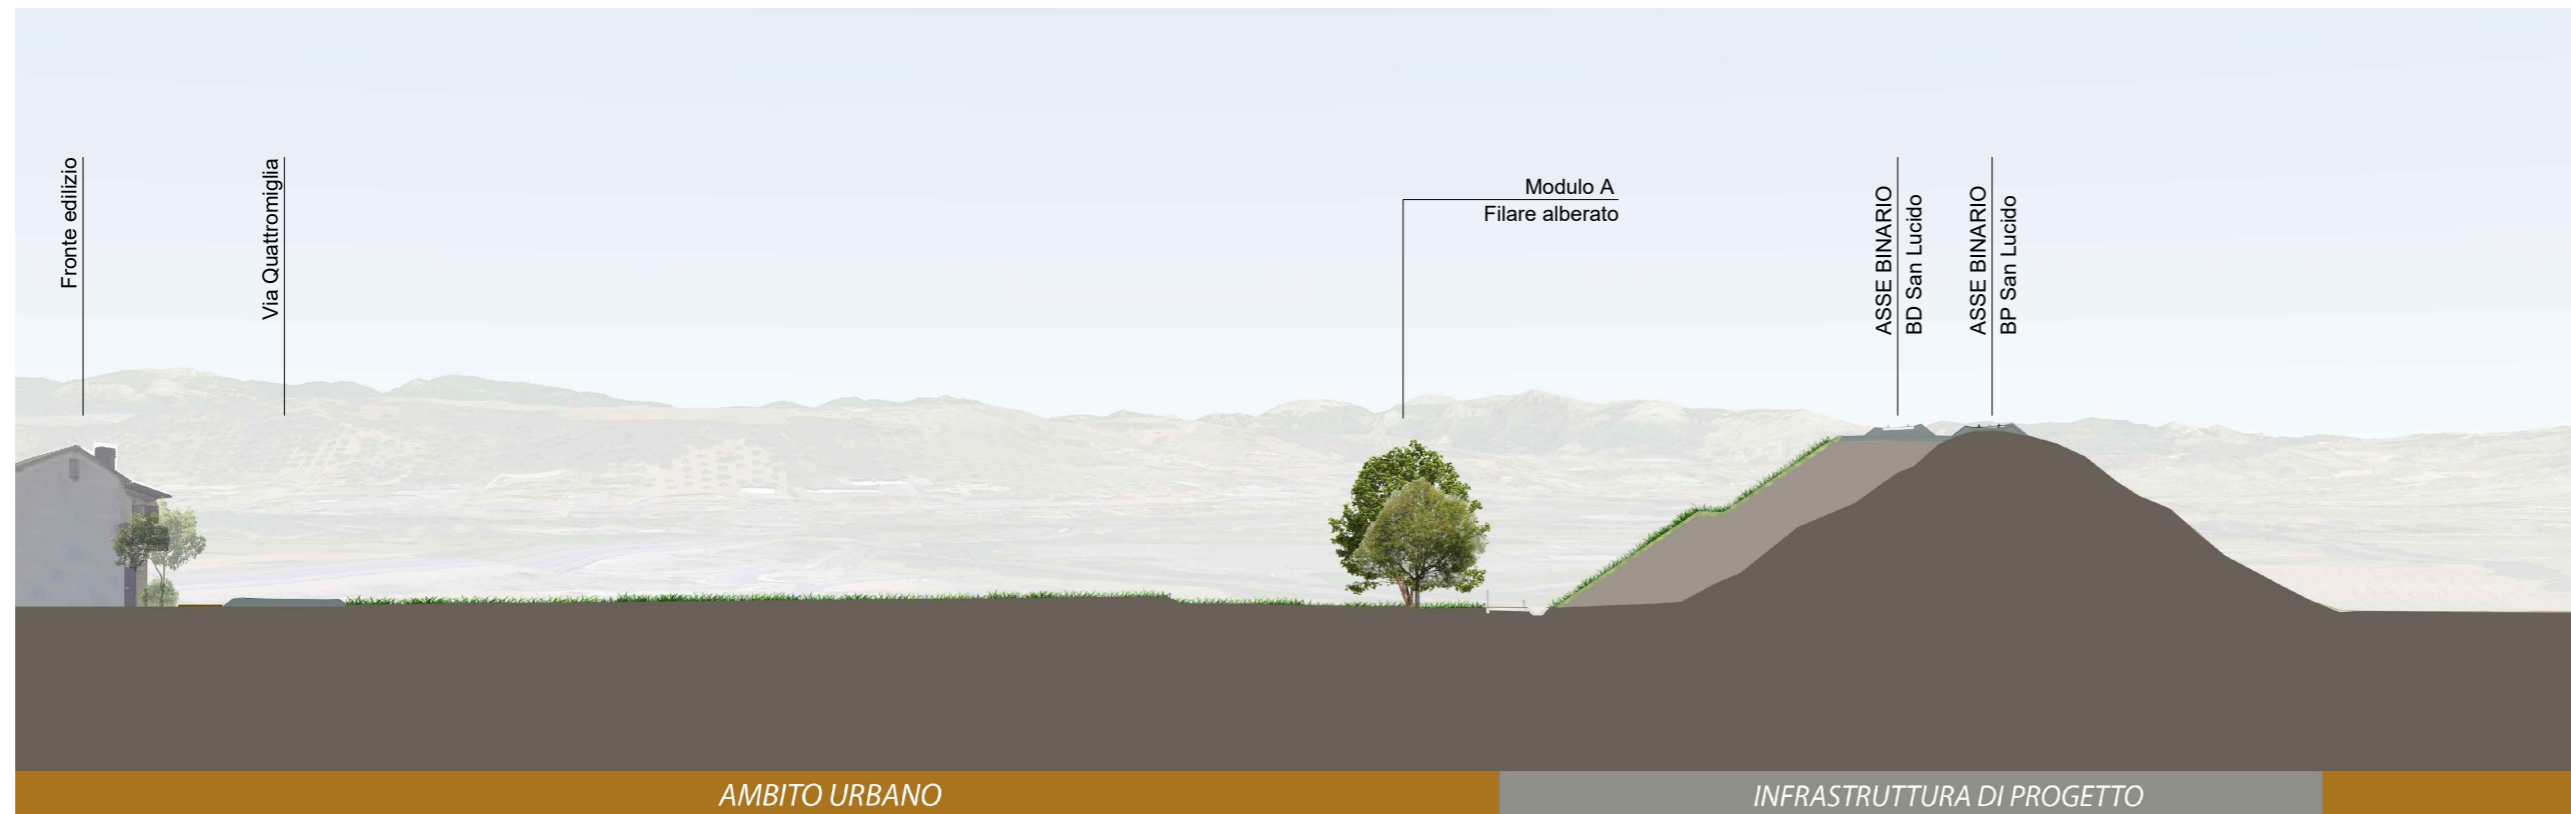 Fronte edilizio
Via Quattromiglia
Modulo A
Filare alberato
ASSE BINARIO
BD San Lucido
ASSE BINARIO
BP San Lucido
AMBITO URBANO
INFRASTRUTTURA DI PROGETTO